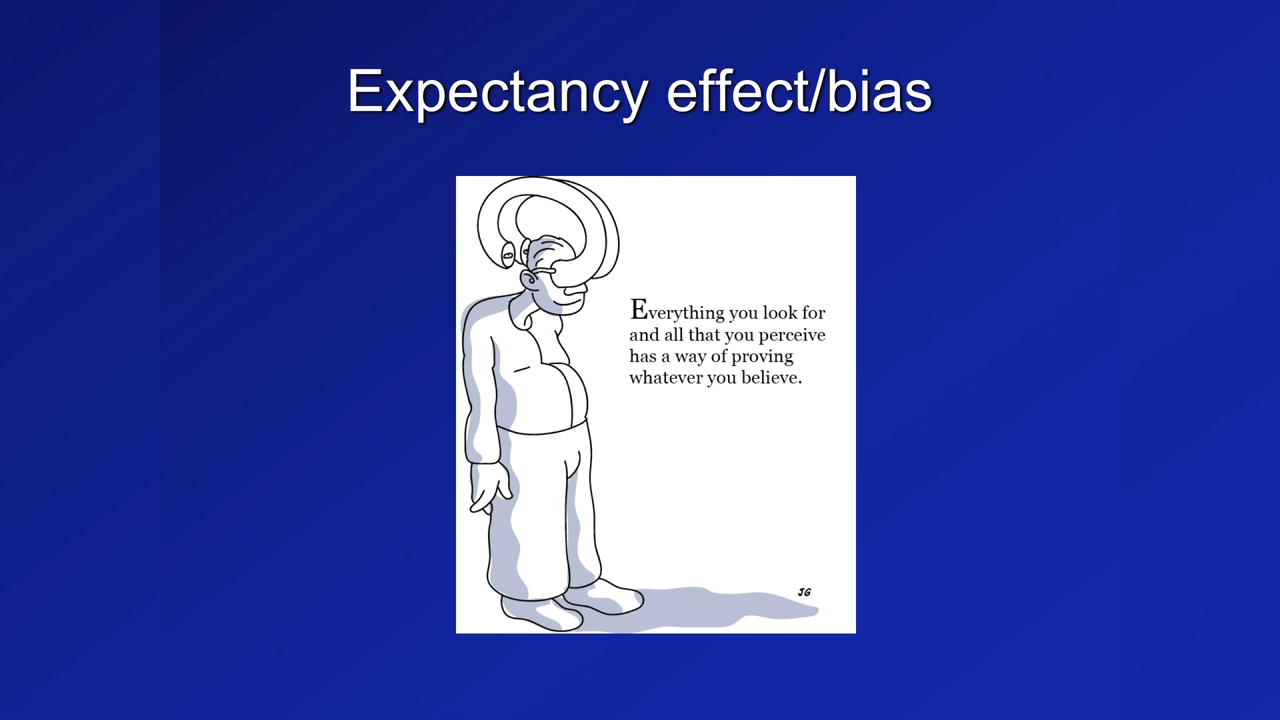 Expectancy effect/bias
Everything you look for
and all that you perceive
has a way of proving
whatever you believe.
JG